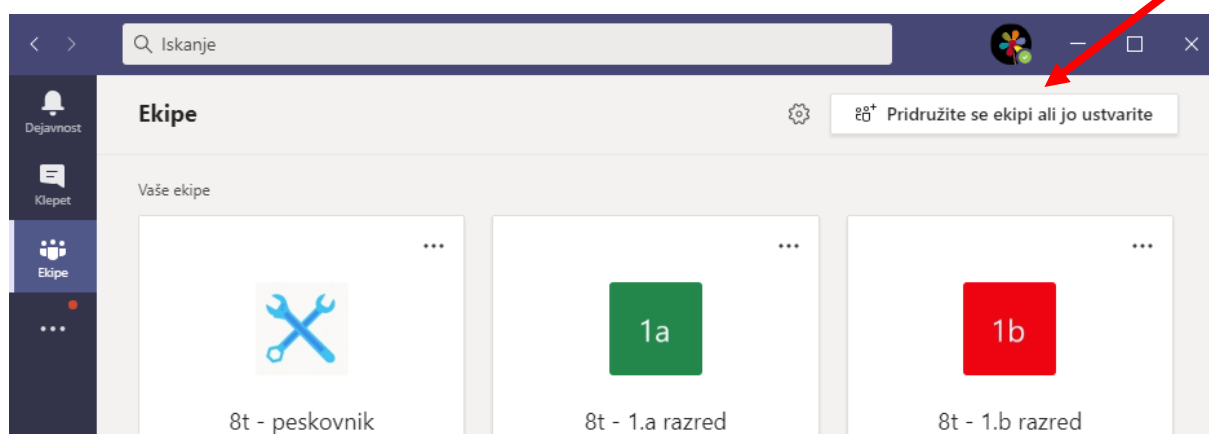 Iskanje
Dejavnost
Klepet
Ekipe
Ekipe
Pridružite se ekipi ali jo ustvarite
Vaše ekipe
1a
1b
8t - peskovnik
8t - 1.a razred
8t - 1.b razred